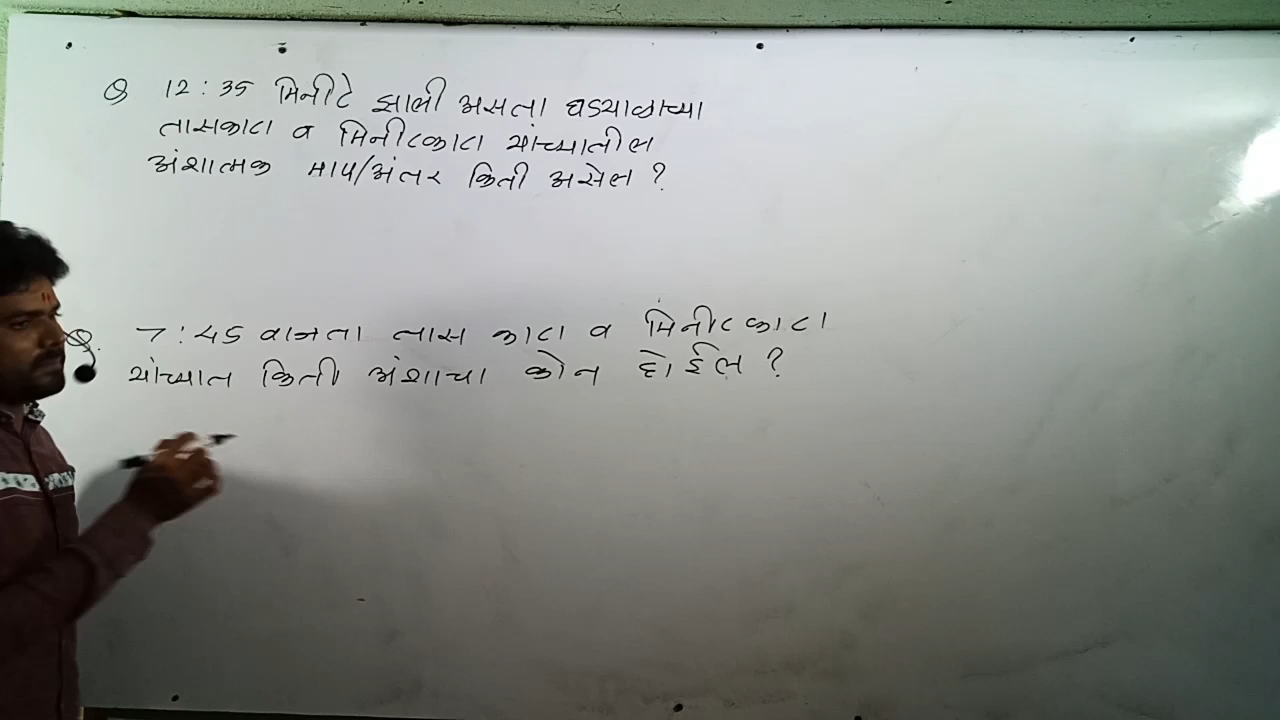 Q 12:35 मिनीटे झाली असता घड्याळाच्या
तासकाटा व मिनीटकाटा यांच्यातील
अंशात्मक माप/अंतर किती असेल ?
Q. 7:45 वाजता तास काटा व मिनीटकाटा
यांच्यात किती अंशाचा कोन होईल ?